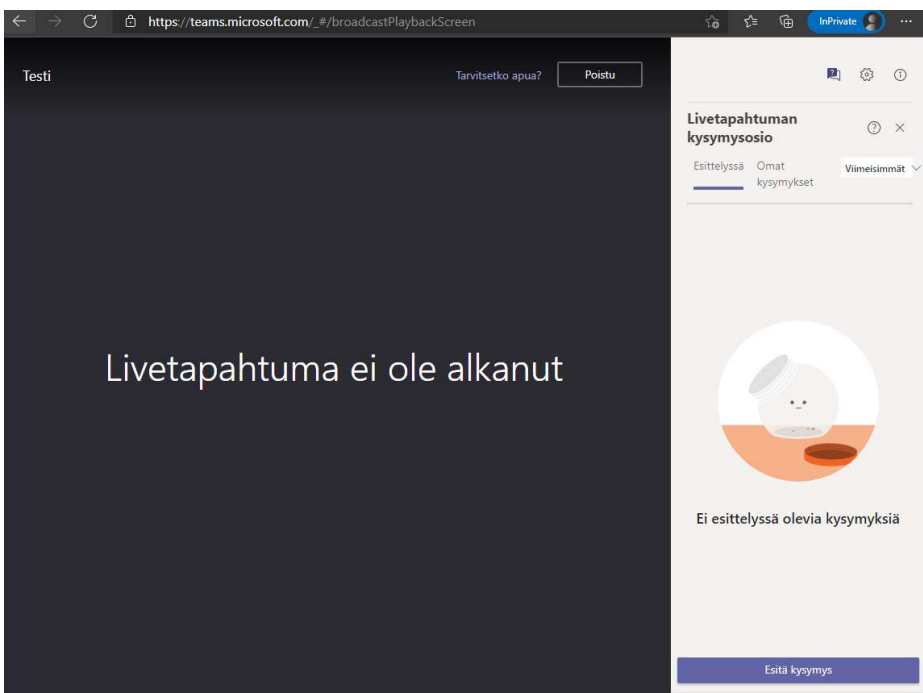 https://teams.microsoft.com/_#/broadcastPlaybackScreen
InPrivate
Testi
Tarvitsetko apua?
Poistu
Livetapahtuman
kysymysosio
Esittelyssä
Omat
kysymykset
Viimeisimmät
Livetapahtuma ei ole alkanut
Ei esittelyssä olevia kysymyksiä
Esitä kysymys